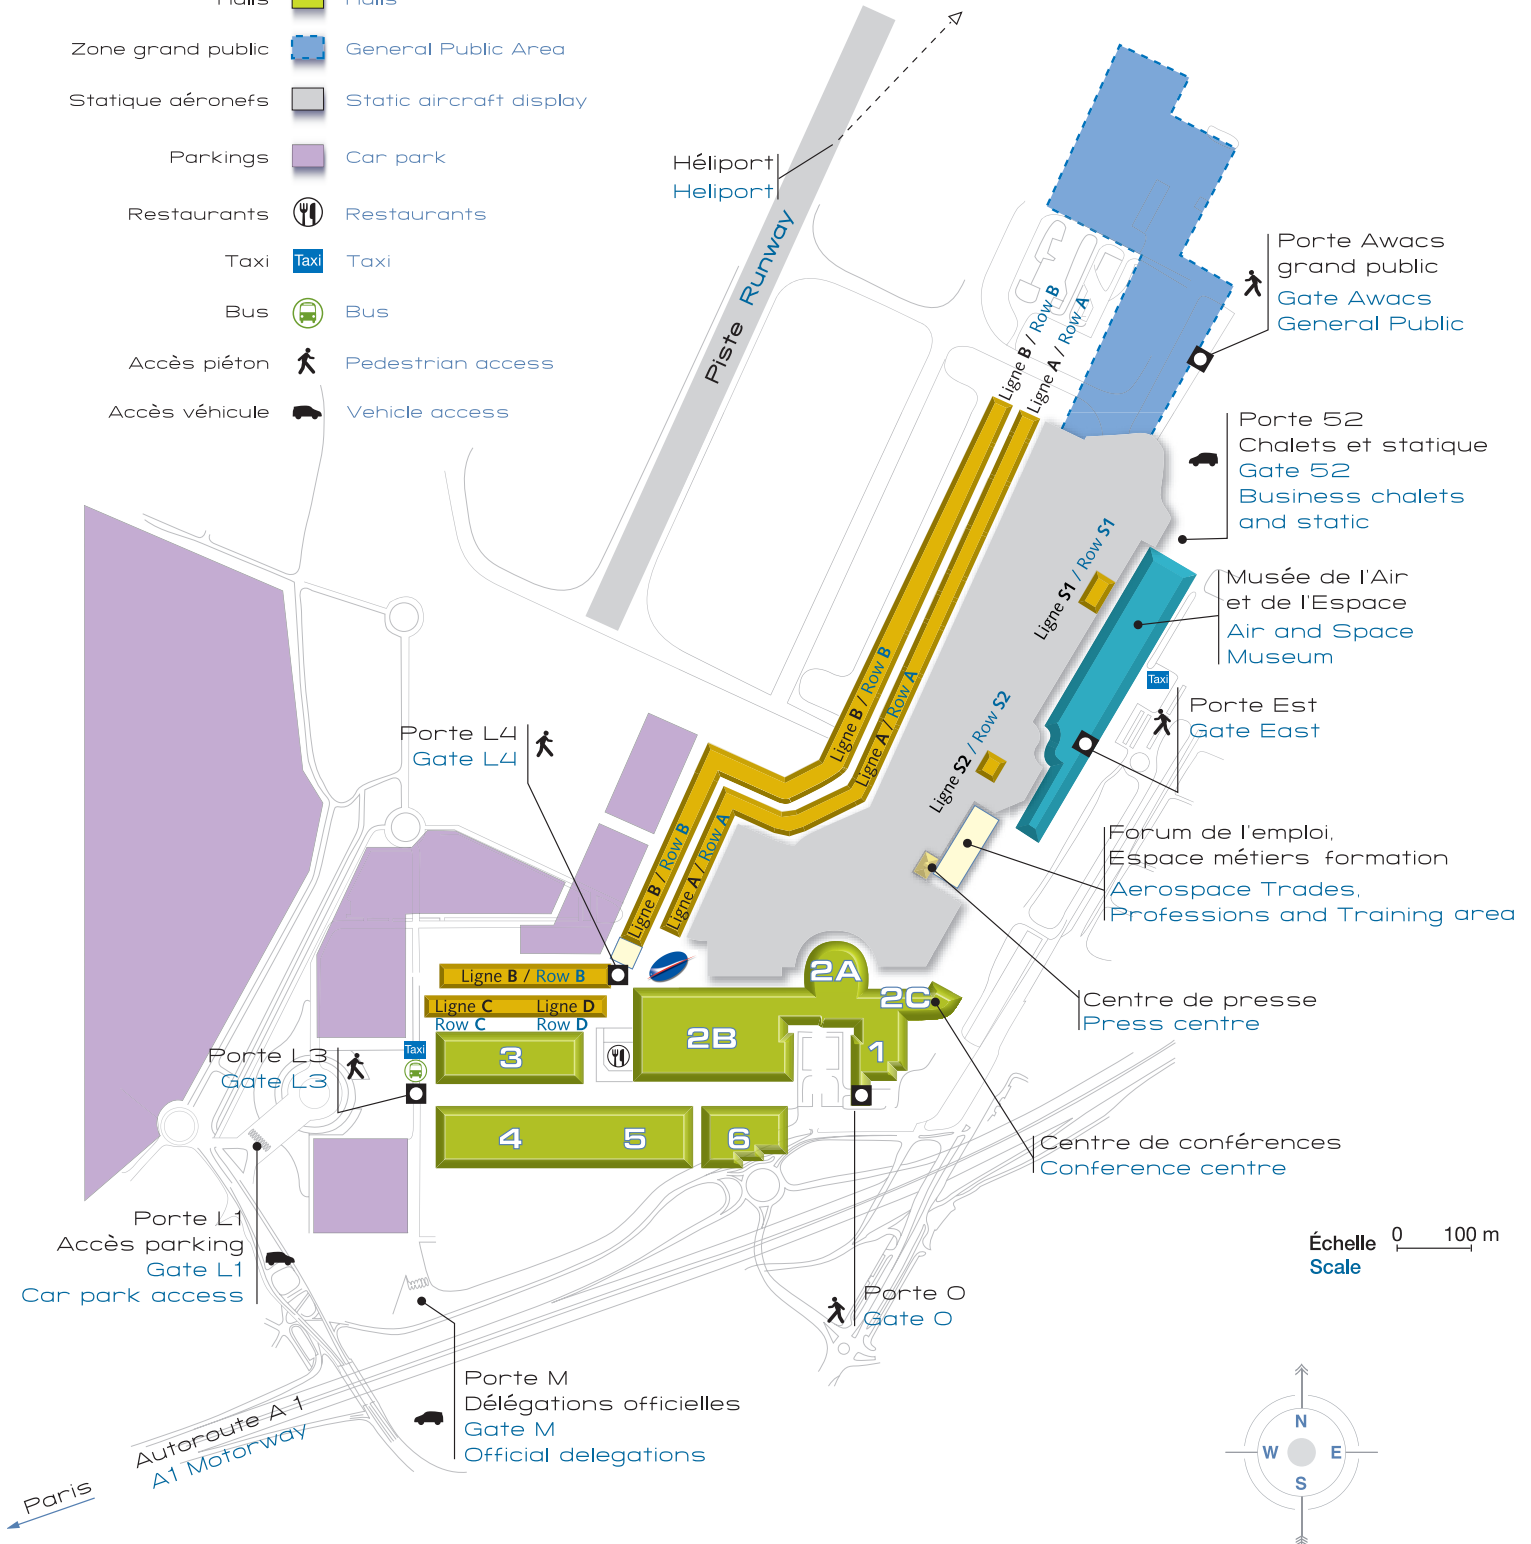 Halls Halls
Zone grand public General Public Area
Statique aéronefs Static aircraft display
Parkings Car park
Restaurants Restaurants
Taxi Taxi Taxi
Bus Bus
Accès piéton Pedestrian access
Accès véhicule Vehicle access
Héliport
Heliport
Piste Runway
Ligne B / Row B
Ligne A / Row A
Porte Awacs
grand public
Gate Awacs
General Public
Porte 52
Chalets et statique
Gate 52
Business chalets
and static
Ligne S1 / Row S1
Musée de l'Air
et de l'Espace
Air and Space
Museum
Taxi
Porte Est
Gate East
Ligne B / Row B
Ligne A / Row A
Ligne S2 / Row S2
Porte L4
Gate L4
Ligne B / Row B
Ligne A / Row A
Forum de l'emploi,
Espace métiers formation
Aerospace Trades,
Professions and Training area
2A
2C
Ligne B / Row B
Ligne C Ligne D
Row C Row D
Centre de presse
Press centre
3
2B
1
Taxi
Porte L3
Gate L3
4
5
6
Centre de conférences
Conference centre
Porte L1
Accès parking
Gate L1
Car park access
Échelle 0 100 m
Scale
Porte O
Gate O
Porte M
Délégations officielles
Gate M
Official delegations
Autoroute A 1
A1 Motorway
Paris
N
W E
S